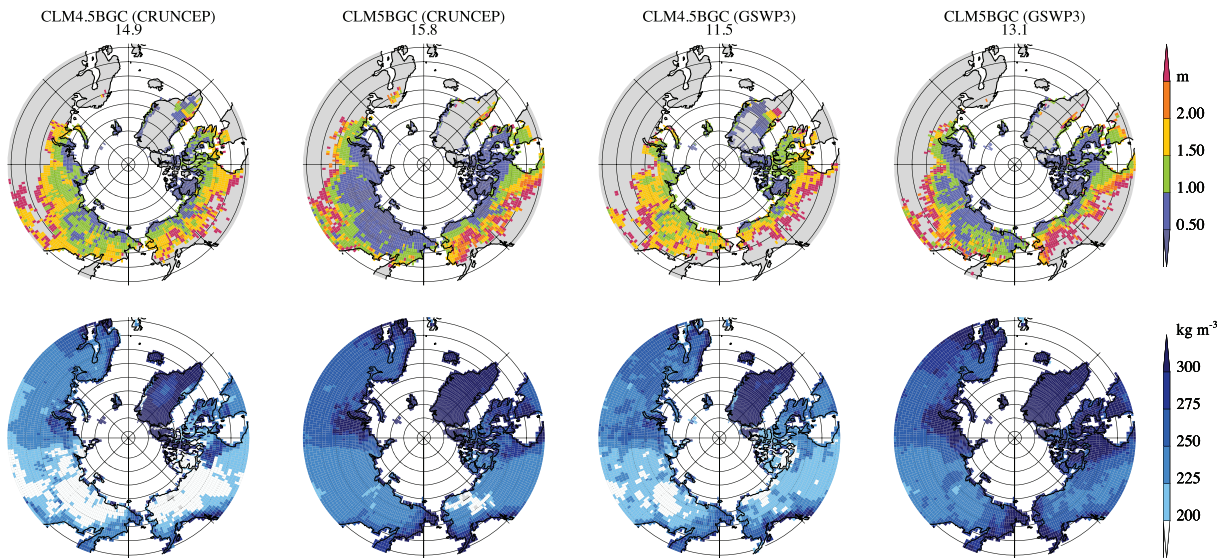 CLM4.5BGC (CRUNCEP)
14.9
CLM5BGC (CRUNCEP)
15.8
CLM4.5BGC (GSWP3)
11.5
CLM5BGC (GSWP3)
13.1
m
2.00
1.50
1.00
0.50
kg m-3
300
275
250
225
200